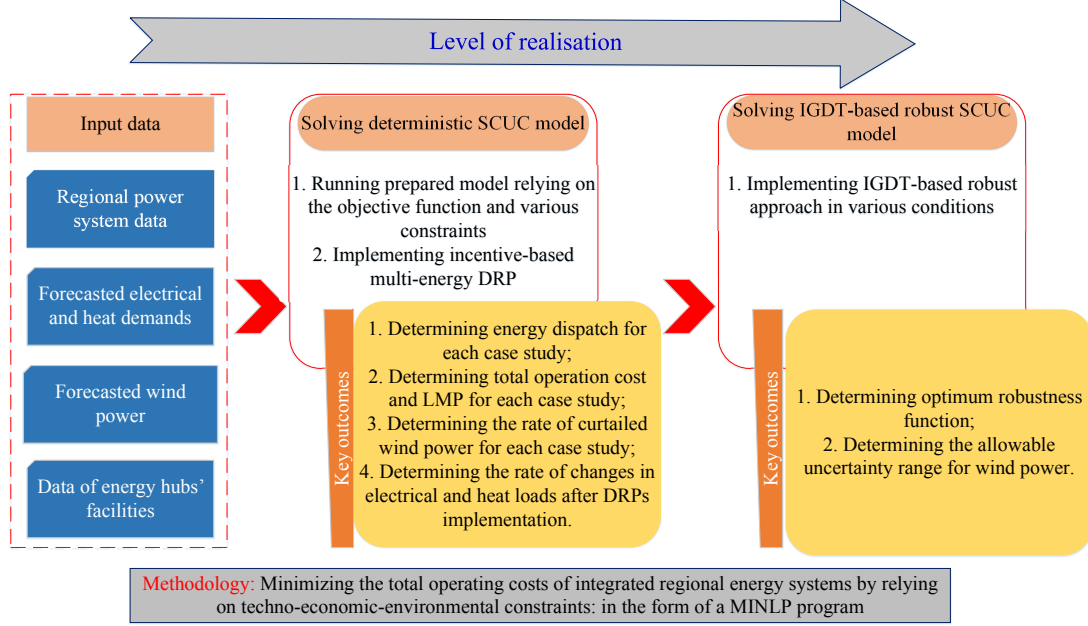 Level of realisation
Input data
Regional power
system data
Forecasted electrical
and heat demands
Forecasted wind
power
Data of energy hubs’
facilities
Solving deterministic SCUC model
1. Running prepared model relying on
the objective function and various
constraints
2. Implementing incentive-based
multi-energy DRP
Key outcomes
1. Determining energy dispatch for
each case study;
2. Determining total operation cost
and LMP for each case study;
3. Determining the rate of curtailed
wind power for each case study;
4. Determining the rate of changes in
electrical and heat loads after DRPs
implementation.
Solving IGDT-based robust SCUC
model
1. Implementing IGDT-based robust
approach in various conditions
Key outcomes
1. Determining optimum robustness
function;
2. Determining the allowable
uncertainty range for wind power.
Methodology: Minimizing the total operating costs of integrated regional energy systems by relying
on techno-economic-environmental constraints: in the form of a MINLP program